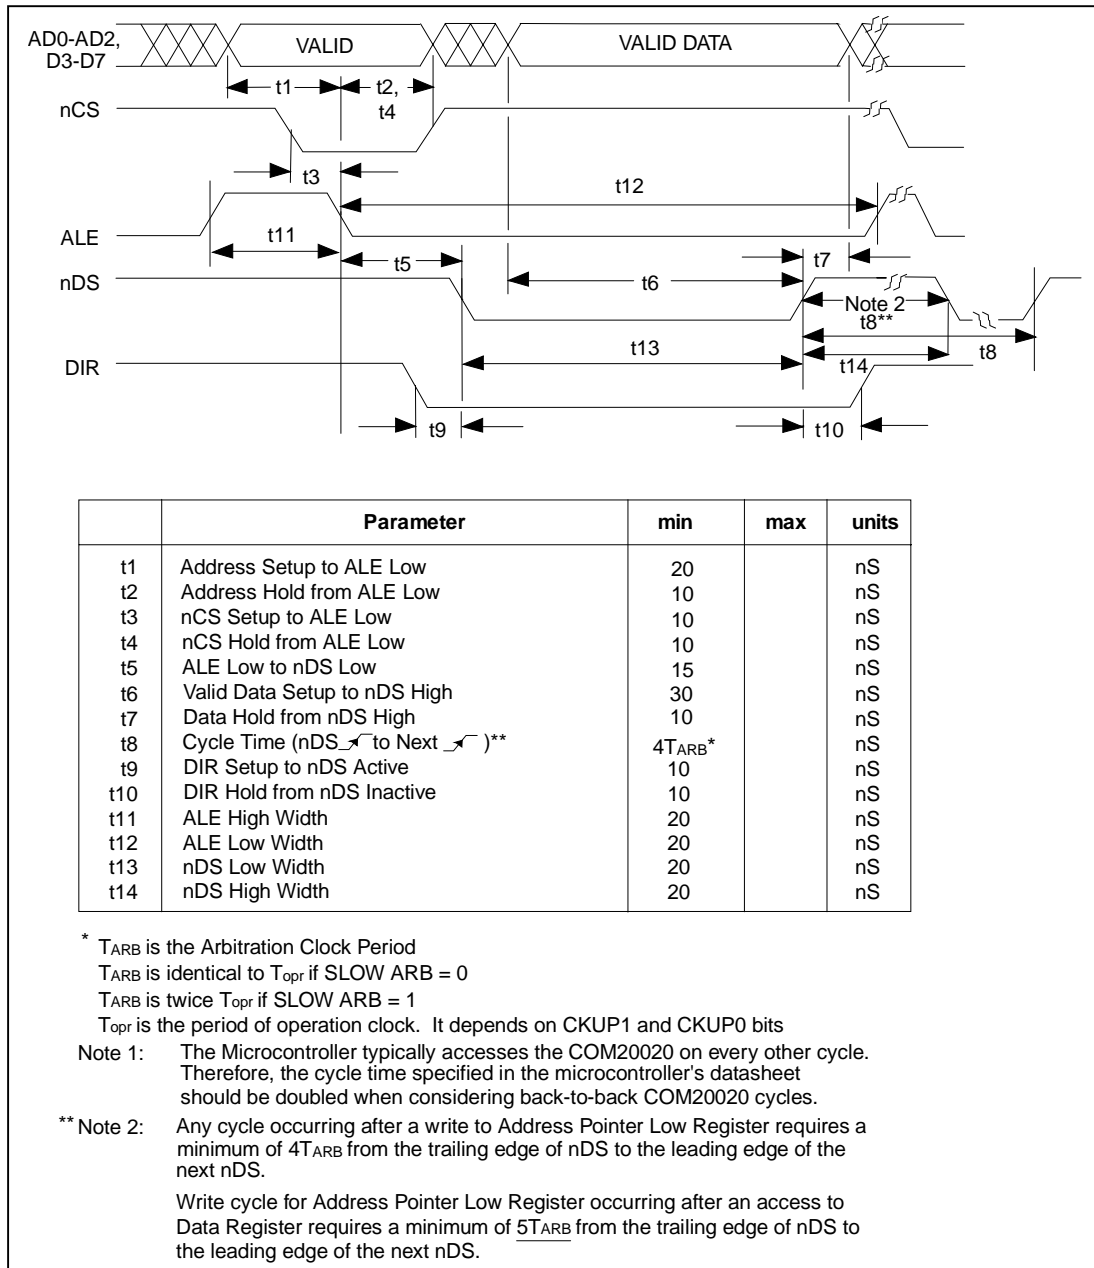 AD0-AD2,
D3-D7
VALID
VALID DATA
t1
t2,
t4
nCS
t3
t12
ALE
t11
t5
t7
nDS
t6
Note 2
t8**
t8
t13
t14
DIR
t9
t10
Parameter min max units
t1 Address Setup to ALE Low 20 nS
t2 Address Hold from ALE Low 10 nS
t3 nCS Setup to ALE Low 10 nS
t4 nCS Hold from ALE Low 10 nS
t5 ALE Low to nDS Low 15 nS
t6 Valid Data Setup to nDS High 30 nS
t7 Data Hold from nDS High 10 nS
t8 Cycle Time (nDS to Next )** 4TARB* nS
t9 DIR Setup to nDS Active 10 nS
t10 DIR Hold from nDS Inactive 10 nS
t11 ALE High Width 20 nS
t12 ALE Low Width 20 nS
t13 nDS Low Width 20 nS
t14 nDS High Width 20 nS
* TARB is the Arbitration Clock Period
TARB is identical to Topr if SLOW ARB = 0
TARB is twice Topr if SLOW ARB = 1
Topr is the period of operation clock. It depends on CKUP1 and CKUP0 bits
Note 1: The Microcontroller typically accesses the COM20020 on every other cycle.
Therefore, the cycle time specified in the microcontroller's datasheet
should be doubled when considering back-to-back COM20020 cycles.
** Note 2: Any cycle occurring after a write to Address Pointer Low Register requires a
minimum of 4TARB from the trailing edge of nDS to the leading edge of the
next nDS.
Write cycle for Address Pointer Low Register occurring after an access to
Data Register requires a minimum of 5TARB from the trailing edge of nDS to
the leading edge of the next nDS.